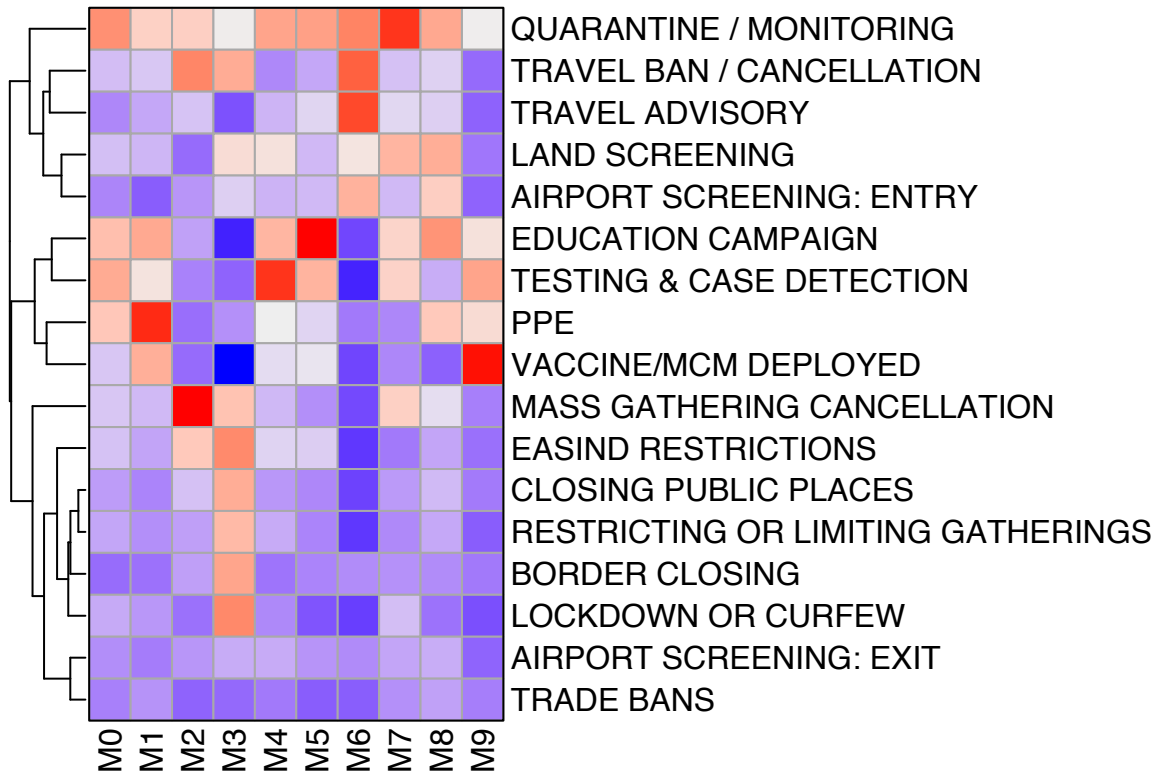 QUARANTINE / MONITORING
TRAVEL BAN / CANCELLATION
TRAVEL ADVISORY
LAND SCREENING
AIRPORT SCREENING: ENTRY
EDUCATION CAMPAIGN
TESTING & CASE DETECTION
PPE
VACCINE/MCM DEPLOYED
MASS GATHERING CANCELLATION
EASIND RESTRICTIONS
CLOSING PUBLIC PLACES
RESTRICTING OR LIMITING GATHERINGS
BORDER CLOSING
LOCKDOWN OR CURFEW
AIRPORT SCREENING: EXIT
TRADE BANS
M0 M1 M2 M3 M4 M5 M6 M7 M8 M9